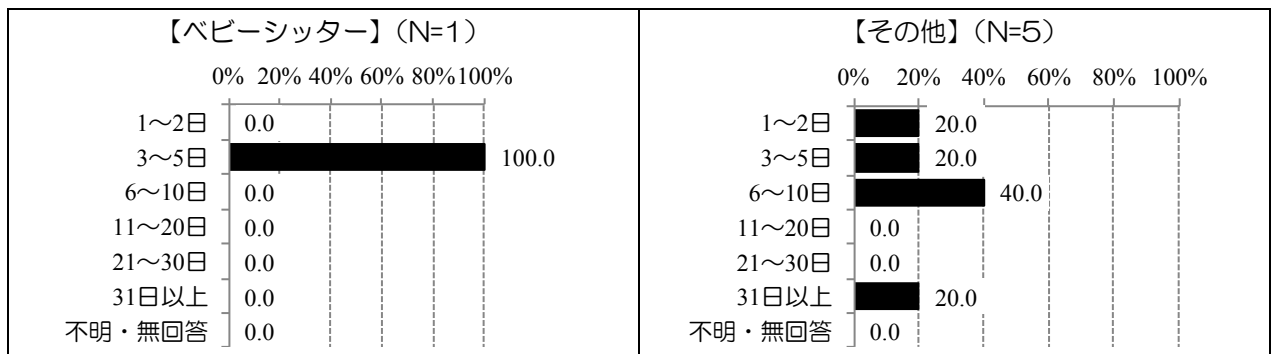 【ベビーシッター】（N=1）
0% 20% 40% 60% 80%100%
1～2日 0.0
3～5日 100.0
6～10日 0.0
11～20日 0.0
21～30日 0.0
31日以上 0.0
不明・無回答 0.0
【その他】（N=5）
0% 20% 40% 60% 80% 100%
1～2日 20.0
3～5日 20.0
6～10日 40.0
11～20日 0.0
21～30日 0.0
31日以上 20.0
不明・無回答 0.0